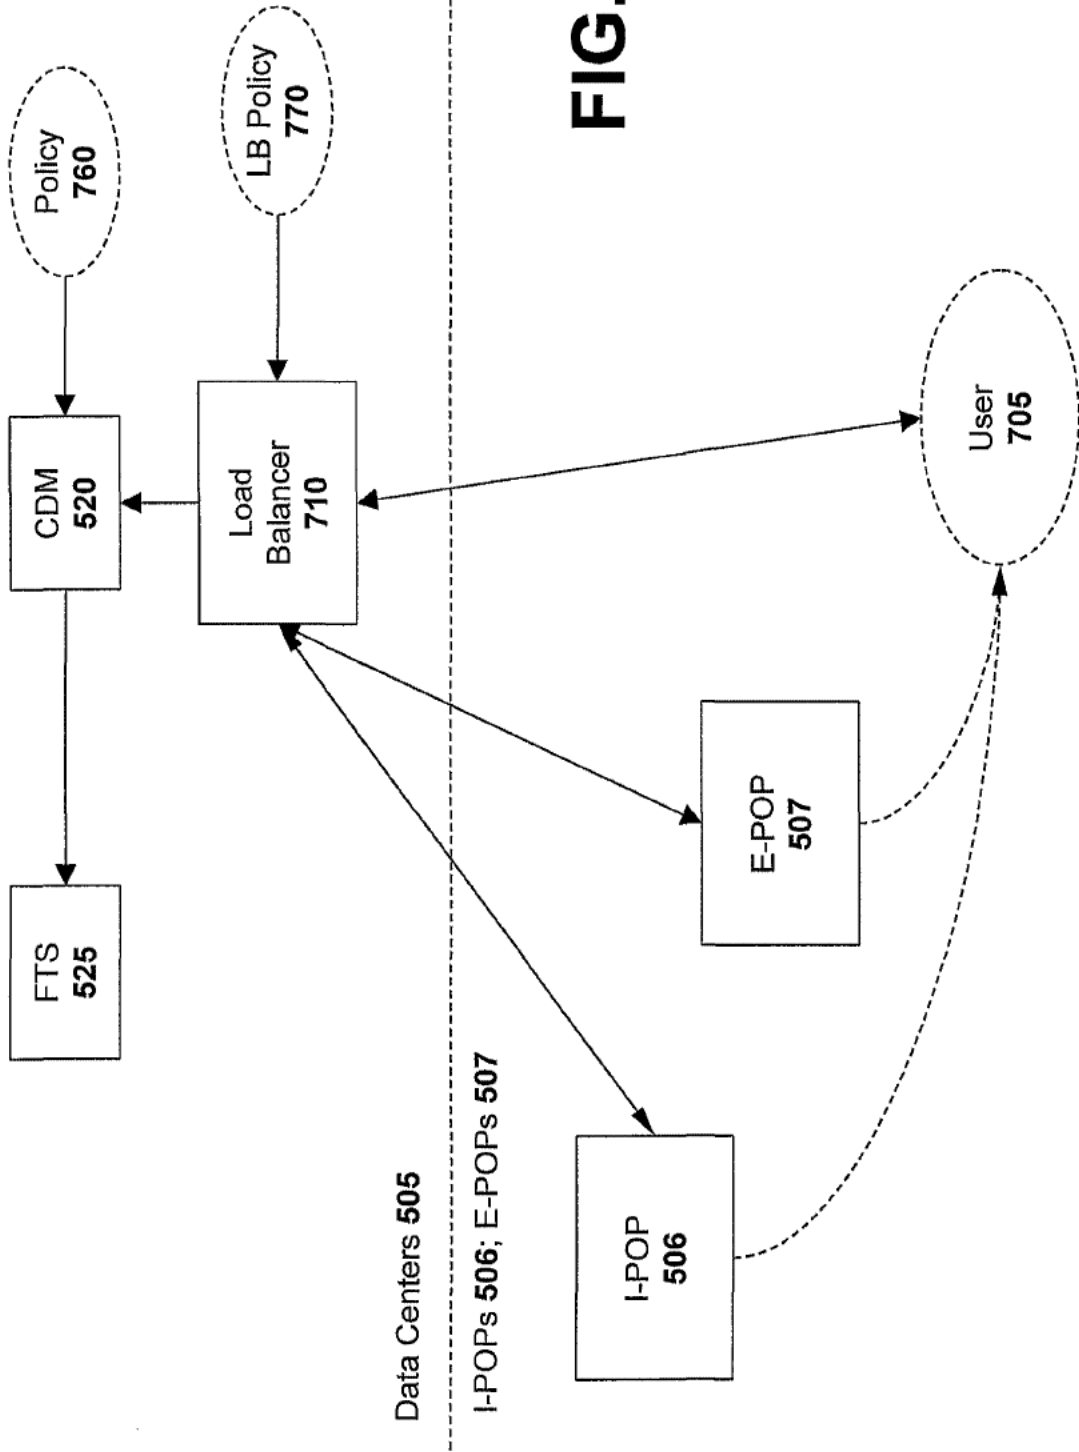 FTS
525
CDM
520
Policy
760
Load
Balancer
710
LB Policy
770
Data Centers 505
I-POPs 506; E-POPs 507
FIG.
I-POP
506
E-POP
507
User
705